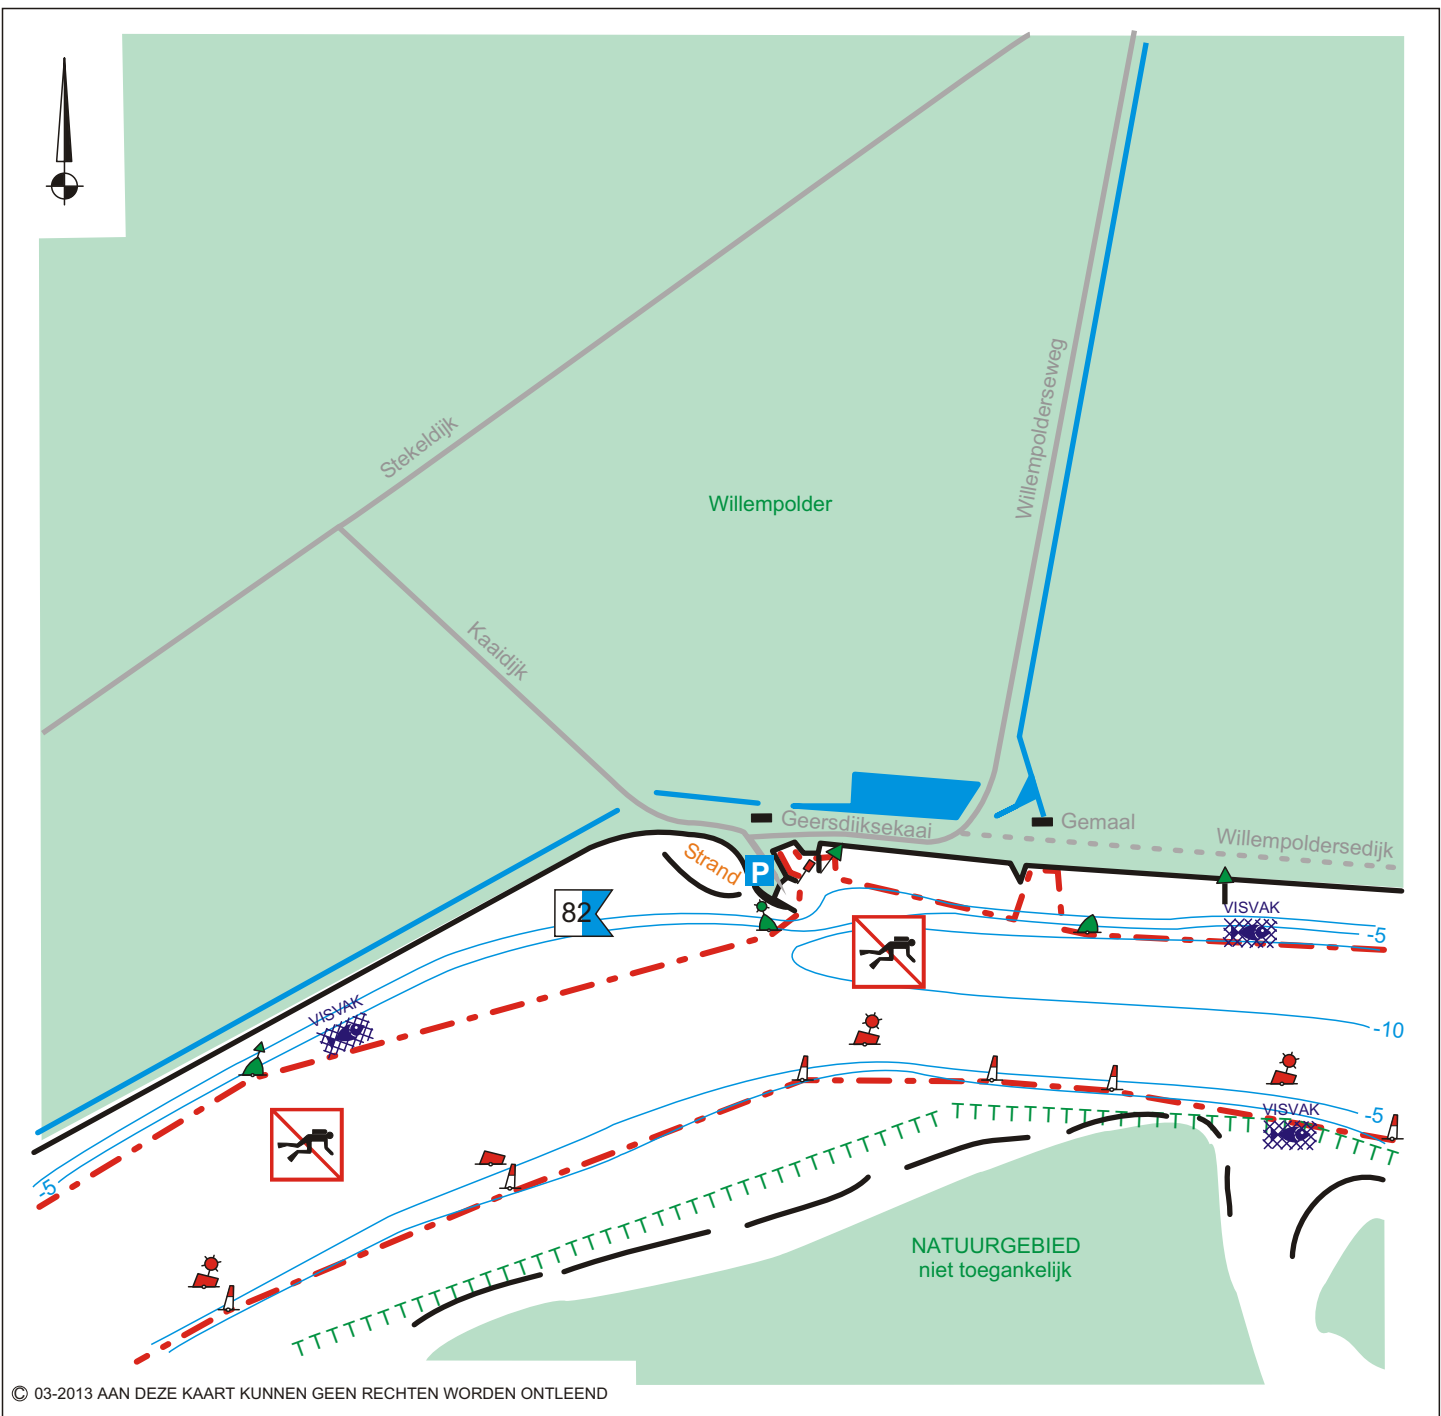 Stekeldijk
Willempolderseweg
Willempolder
Kaaidijk
Geersdijksekaai
Gemaal
Willempoldersedijk
Strand
P
82
VISVAK
-5
VISVAK
-10
-5
VISVAK
-5
NATUURGEBIED
niet toegankelijk
© 03-2013 AAN DEZE KAART KUNNEN GEEN RECHTEN WORDEN ONTLEEND